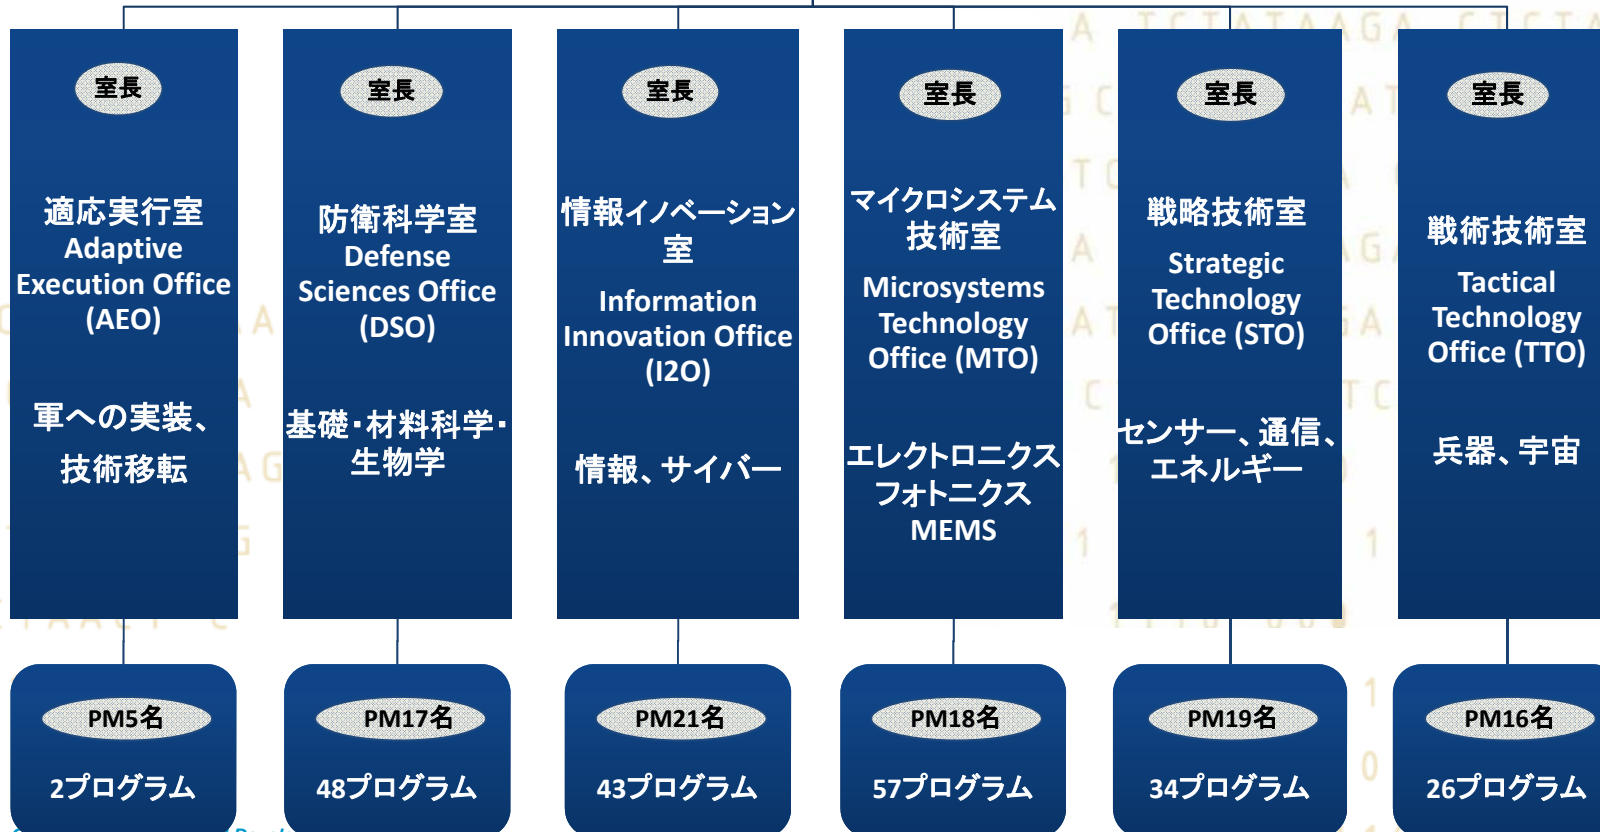 室長
適応実行室
Adaptive
Execution Office
(AEO)
軍への実装、
技術移転
PM5名
2プログラム
室長
防衛科学室
Defense
Sciences Office
(DSO)
基礎・材料科学・
生物学
PM17名
48プログラム
室長
情報イノベーション
室
Information
Innovation Office
(I2O)
情報、サイバー
PM21名
43プログラム
室長
マイクロシステム
技術室
Microsystems
Technology
Office (MTO)
エレクトロニクス
フォトニクス
MEMS
PM18名
57プログラム
室長
戦略技術室
Strategic
Technology
Office (STO)
センサー、通信、
エネルギー
PM19名
34プログラム
室長
戦術技術室
Tactical
Technology
Office (TTO)
兵器、宇宙
PM16名
26プログラム